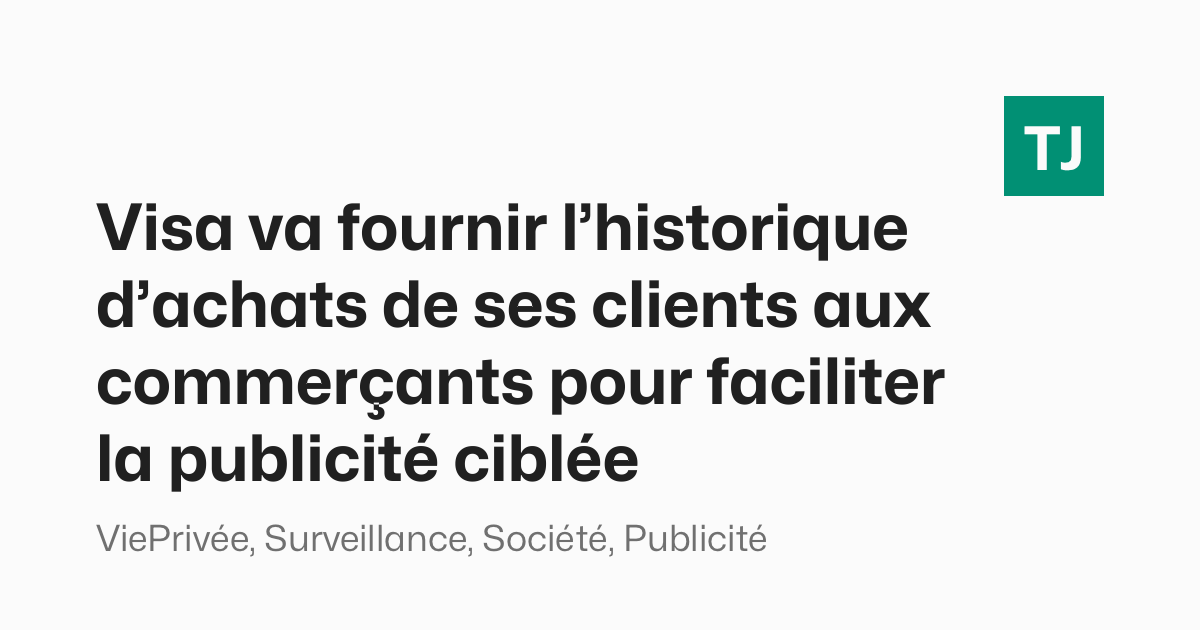 TJ
Visa va fournir l’historique
d’achats de ses clients aux
commerçants pour faciliter
la publicité ciblée
ViePrivée, Surveillance, Société, Publicité